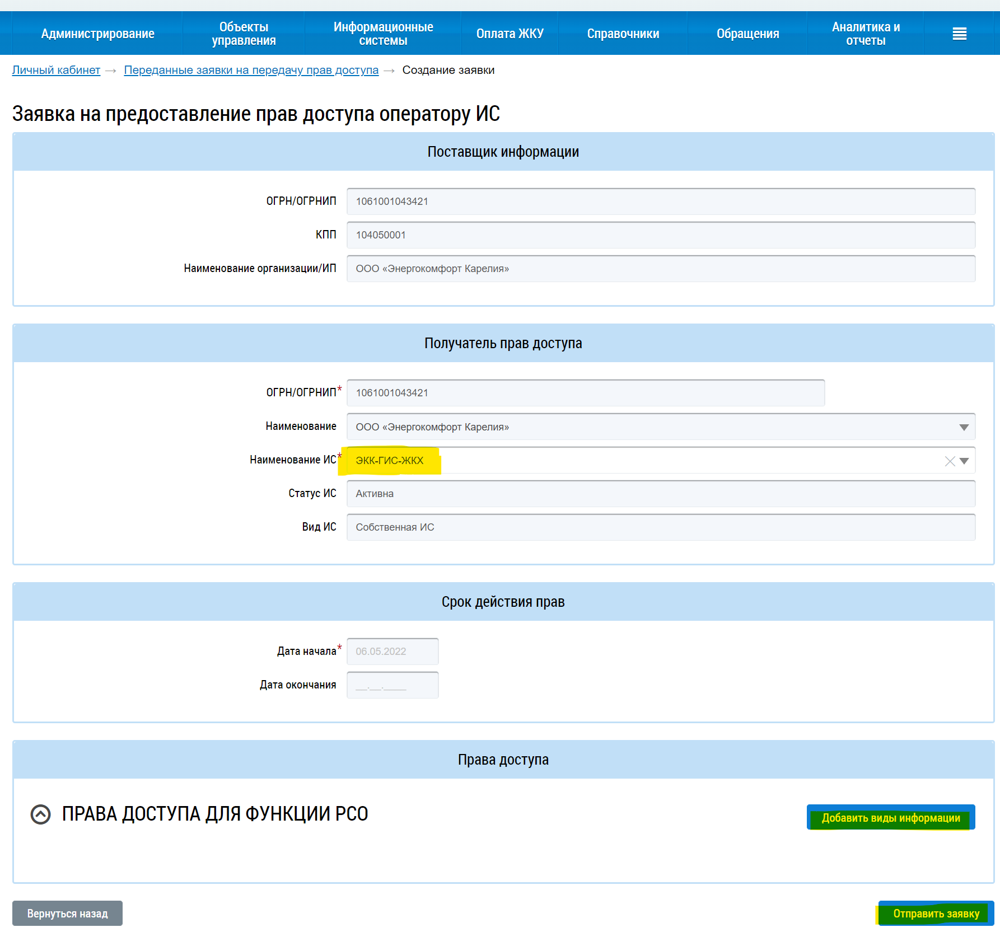 Администрирование
Объекты
управления
Информационные
системы
Оплата ЖКУ
Справочники
Обращения
Аналитика и
отчеты
Личный кабинет → Переданные заявки на передачу прав доступа → Создание заявки
Заявка на предоставление прав доступа оператору ИС
Поставщик информации
ОГРН/ОГРНИП 1061001043421
КПП 104050001
Наименование организации/ИП ООО «Энергокомфорт Карелия»
Получатель прав доступа
ОГРН/ОГРНИП* 1061001043421
Наименование ООО «Энергокомфорт Карелия»
Наименование ИС* ЭКК-ГИС-ЖКХ
Статус ИС Активна
Вид ИС Собственная ИС
Срок действия прав
Дата начала* 06.05.2022
Дата окончания __.__.____
Права доступа
ПРАВА ДОСТУПА ДЛЯ ФУНКЦИИ РСО Добавить виды информации
Вернуться назад Отправить заявку